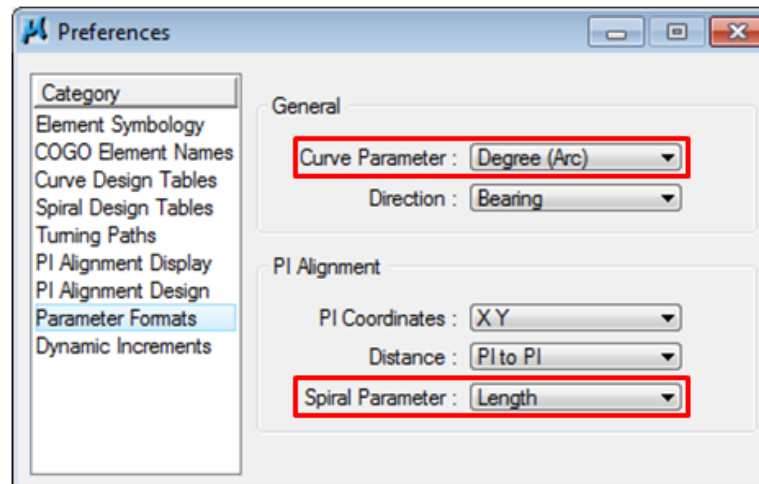 Preferences
Category
Element Symbology
COGO Element Names
Curve Design Tables
Spiral Design Tables
Turning Paths
PI Alignment Display
PI Alignment Design
Parameter Formats
Dynamic Increments
General
Curve Parameter : Degree (Arc)
Direction : Bearing
PI Alignment
PI Coordinates : X Y
Distance : PI to PI
Spiral Parameter : Length